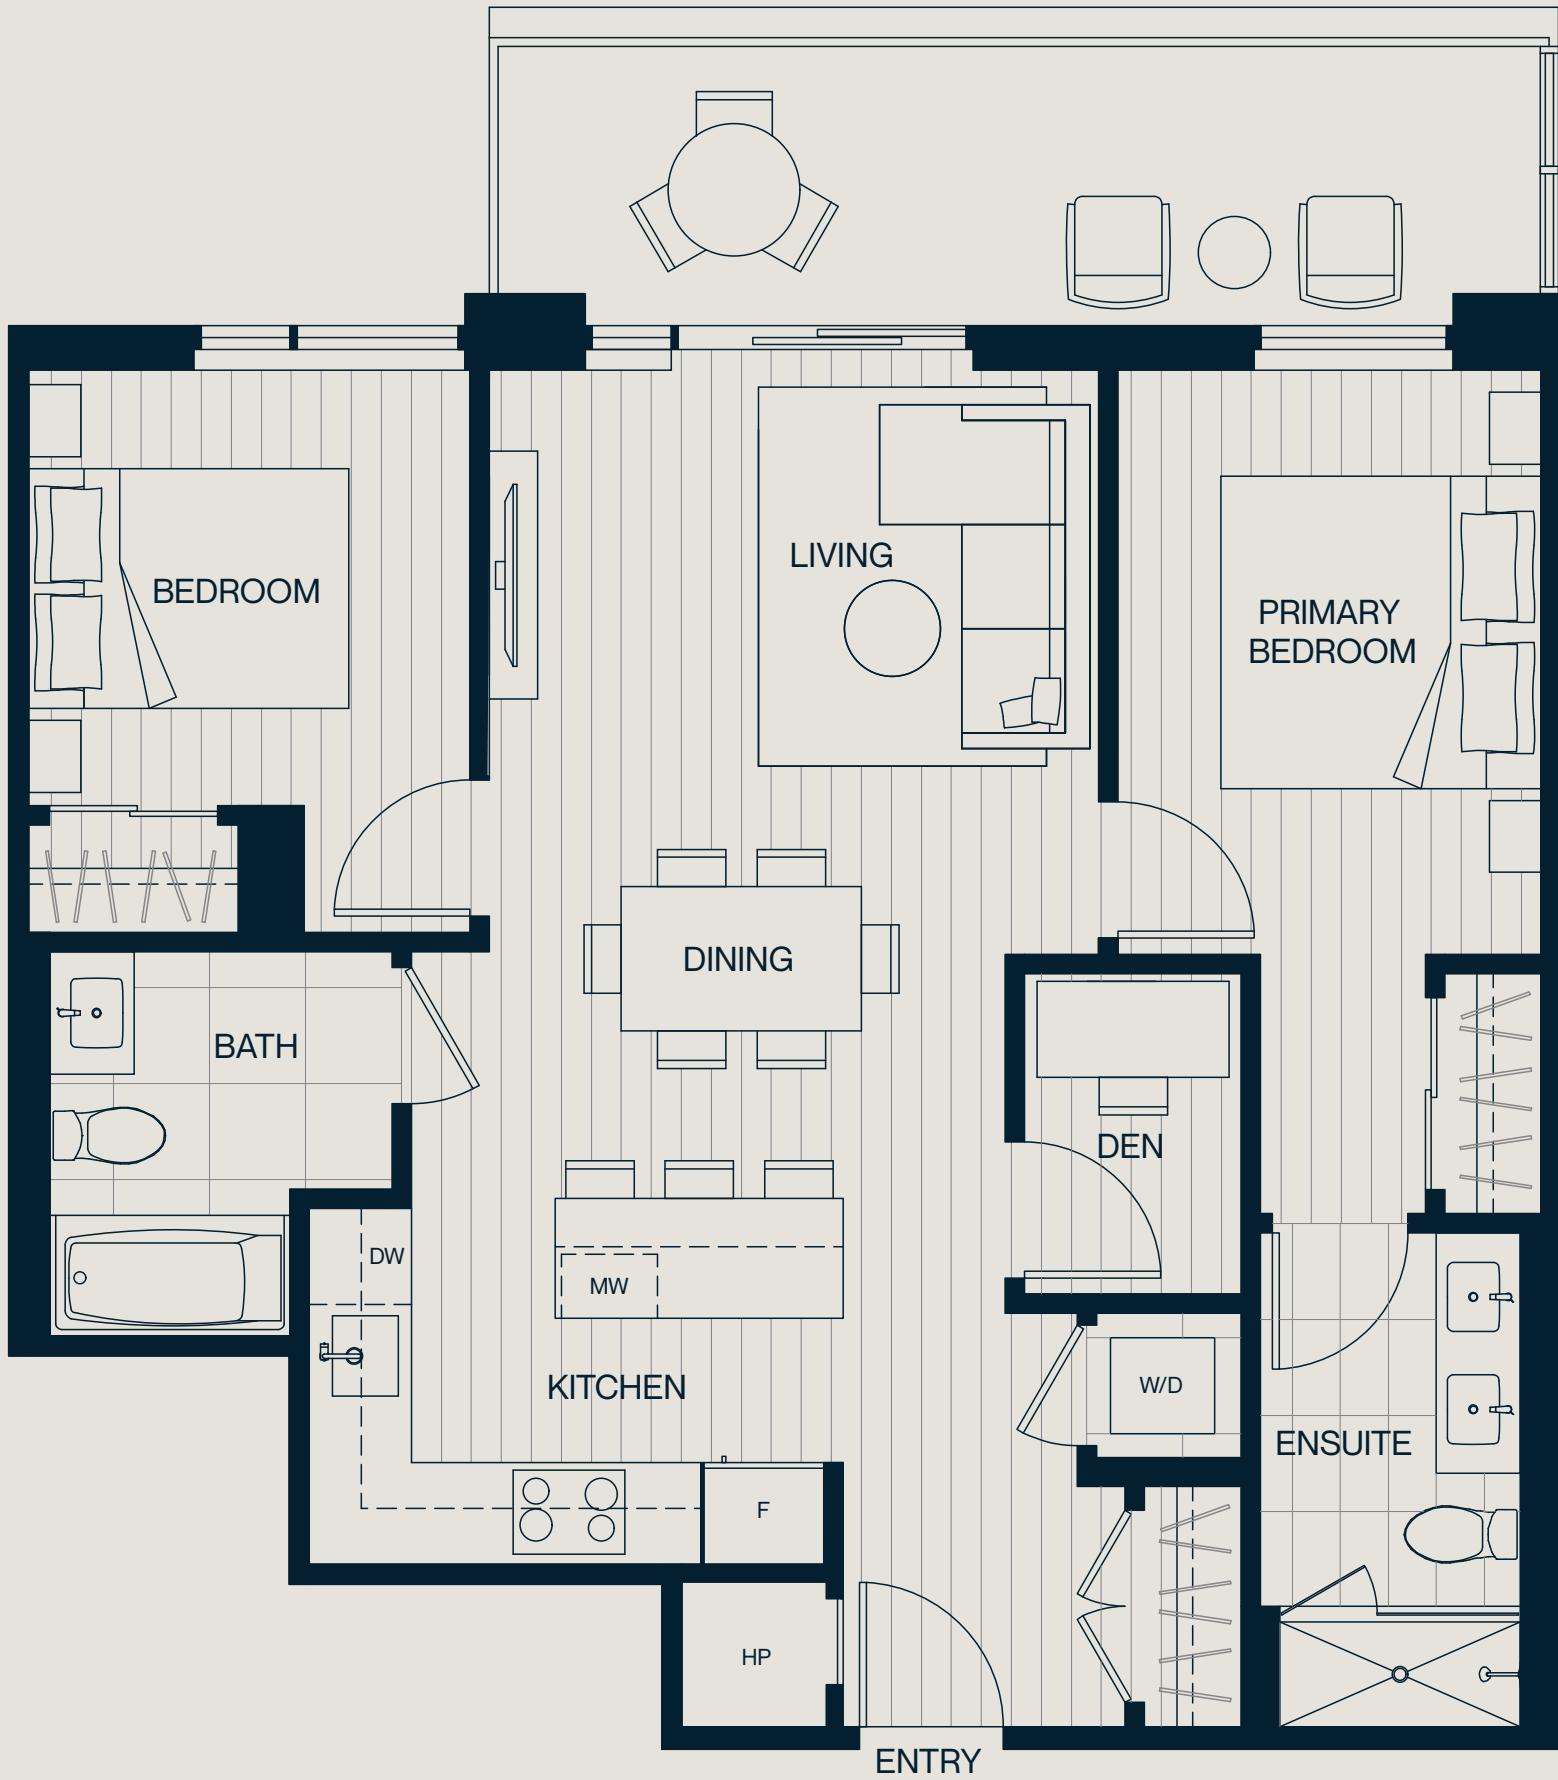 LIVING
BEDROOM
PRIMARY
BEDROOM
DINING
BATH
DEN
DW
MW
KITCHEN
W/D
ENSUITE
F
HP
ENTRY